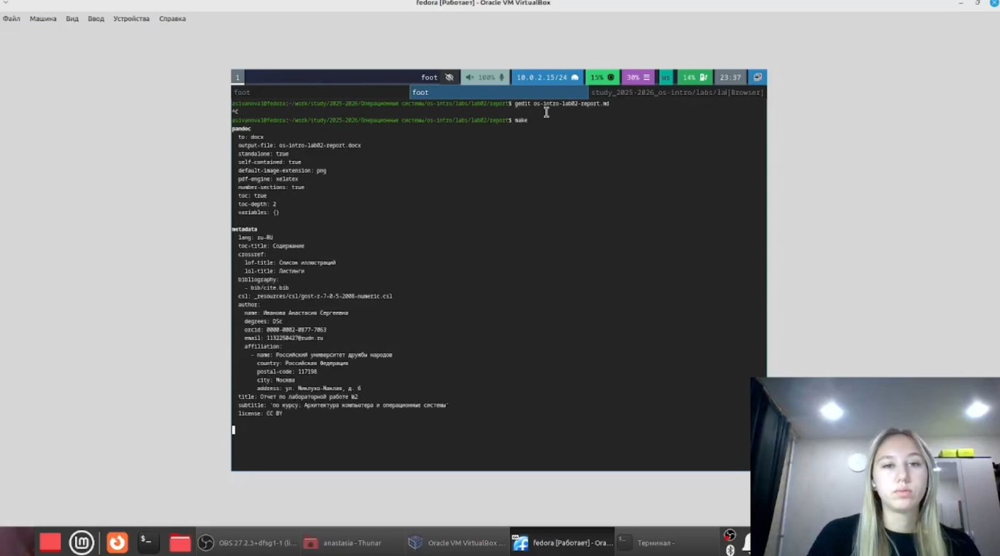 fedora [Работает] - Oracle VM VirtualBox
Файл Машина Вид Ввод Устройства Справка
1 foot 100% 10.0.2.15/24 15% 30% us 14% 23:37
foot foot study_2025-2026_os-intro/labs/lal[Browser]
asivanova1@fedora:~/work/study/2025-2026/Операционные системы/os-intro/labs/lab02/report$ gedit os-intro-lab02-report.md
^C
asivanova1@fedora:~/work/study/2025-2026/Операционные системы/os-intro/labs/lab02/report$ make
pandoc
to: docx
output-file: os-intro-lab02-report.docx
standalone: true
self-contained: true
default-image-extension: png
pdf-engine: xelatex
number-sections: true
toc: true
toc-depth: 2
variables: {}
metadata
lang: ru-RU
toc-title: Содержание
crossref:
lof-title: Список иллюстраций
lol-title: Листинги
bibliography:
- bib/cite.bib
csl: _resources/csl/gost-r-7-0-5-2008-numeric.csl
author:
name: Иванова Анастасия Сергеевна
degrees: DSc
orcid: 0000-0002-0877-7063
email: 1132250427@rudn.ru
affiliation:
- name: Российский университет дружбы народов
country: Российская Федерация
postal-code: 117198
city: Москва
address: ул. Миклухо-Маклая, д. 6
title: Отчет по лабораторной работе №2
subtitle: 'по курсу: Архитектура компьютера и операционные системы'
license: CC BY
OBS 27.2.3+dfsg1-1 (li... anastasia - Thunar Oracle VM VirtualBox ... fedora [Работает] - Ora... Терминал -